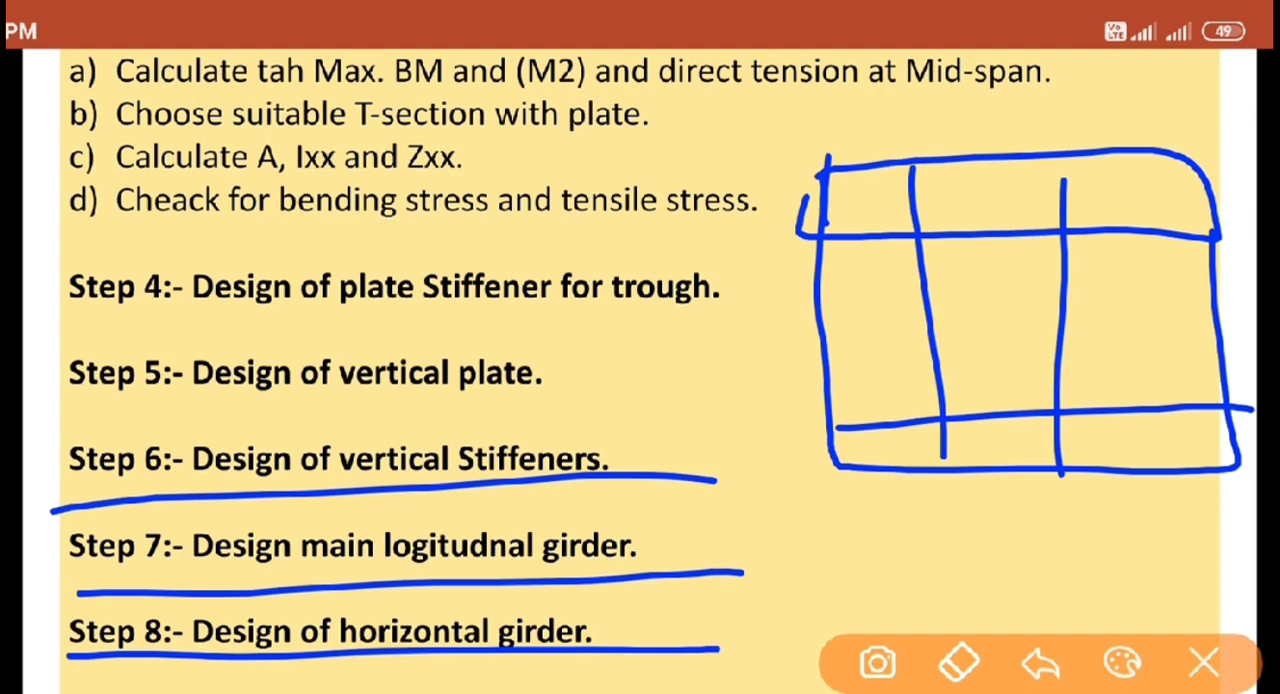 PM
Vo LTE 49
a) Calculate tah Max. BM and (M2) and direct tension at Mid-span.
b) Choose suitable T-section with plate.
c) Calculate A, Ixx and Zxx.
d) Cheack for bending stress and tensile stress.
Step 4:- Design of plate Stiffener for trough.
Step 5:- Design of vertical plate.
Step 6:- Design of vertical Stiffeners.
Step 7:- Design main logitudnal girder.
Step 8:- Design of horizontal girder.